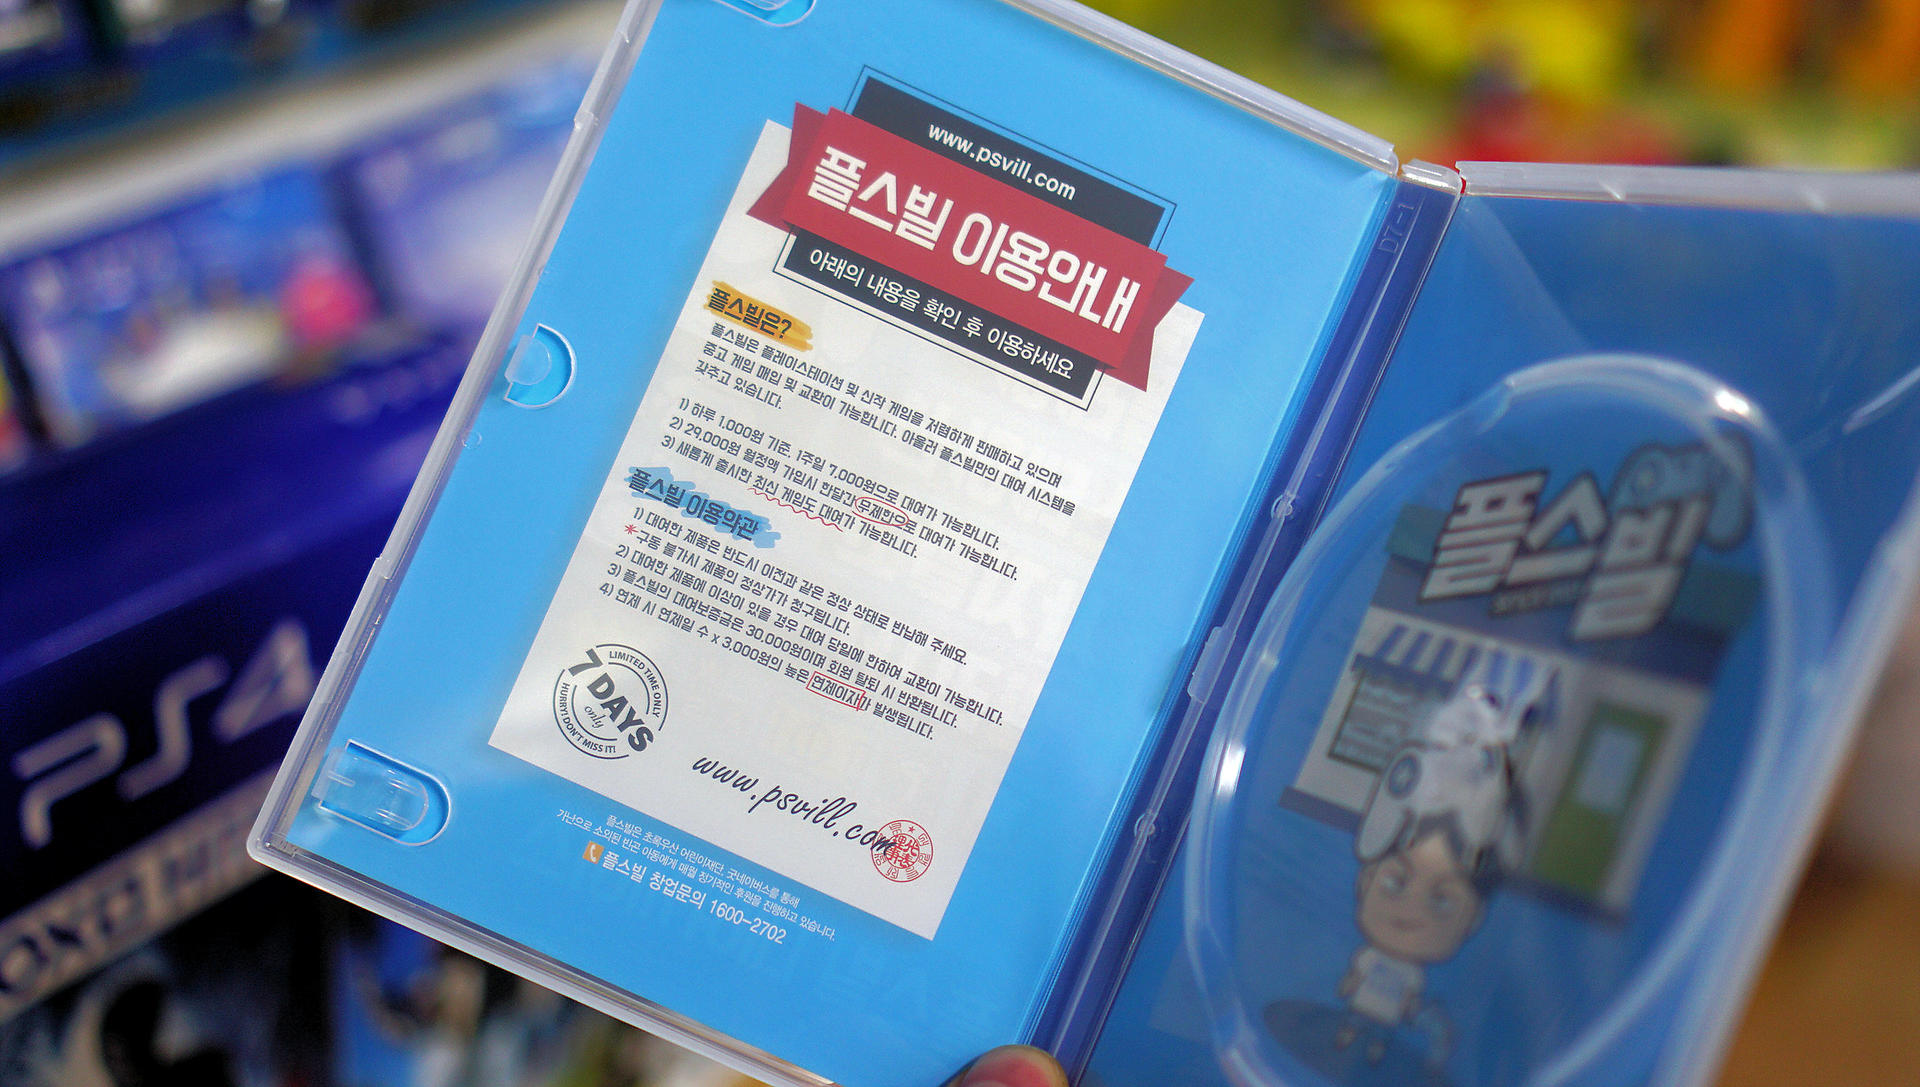 www.psvill.com
플스빌 이용안내
아래의 내용을 확인 후 이용하세요
플스빌은?
플스빌은 플레이스테이션 및 신작 게임을 저렴하게 판매하고 있으며
중고 게임 매입 및 교환이 가능합니다. 아울러 플스빌만의 대여 시스템을
갖추고 있습니다.
1) 하루 1,000원 기준, 1주일 7,000원으로 대여가 가능합니다.
2) 29,000원 월정액 가입시 한달간 무제한으로 대여가 가능합니다.
3) 새롭게 출시한 최신 게임도 대여가 가능합니다.
플스빌 이용약관
1) 대여한 제품은 반드시 이전과 같은 정상 상태로 반납해 주세요.
*구동 불가시 제품의 정상가가 청구됩니다.
2) 대여한 제품에 이상이 있을 경우 대여 당일에 한하여 교환이 가능합니다.
3) 플스빌의 대여보증금은 30,000원이며 회원 탈퇴 시 반환됩니다.
4) 연체 시 연체일 수 x 3,000원의 높은 연체이자가 발생됩니다.
LIMITED TIME ONLY
7 DAYS
only
HURRY! DON'T MISS IT!
www.psvill.com
플스빌은 초록우산 어린이재단, 굿네이버스를 통해
가난으로 소외된 빈곤 아동에게 매월 정기적인 후원을 진행하고 있습니다.
플스빌 창업문의 1600-2702
D7-1
플스빌
PS4